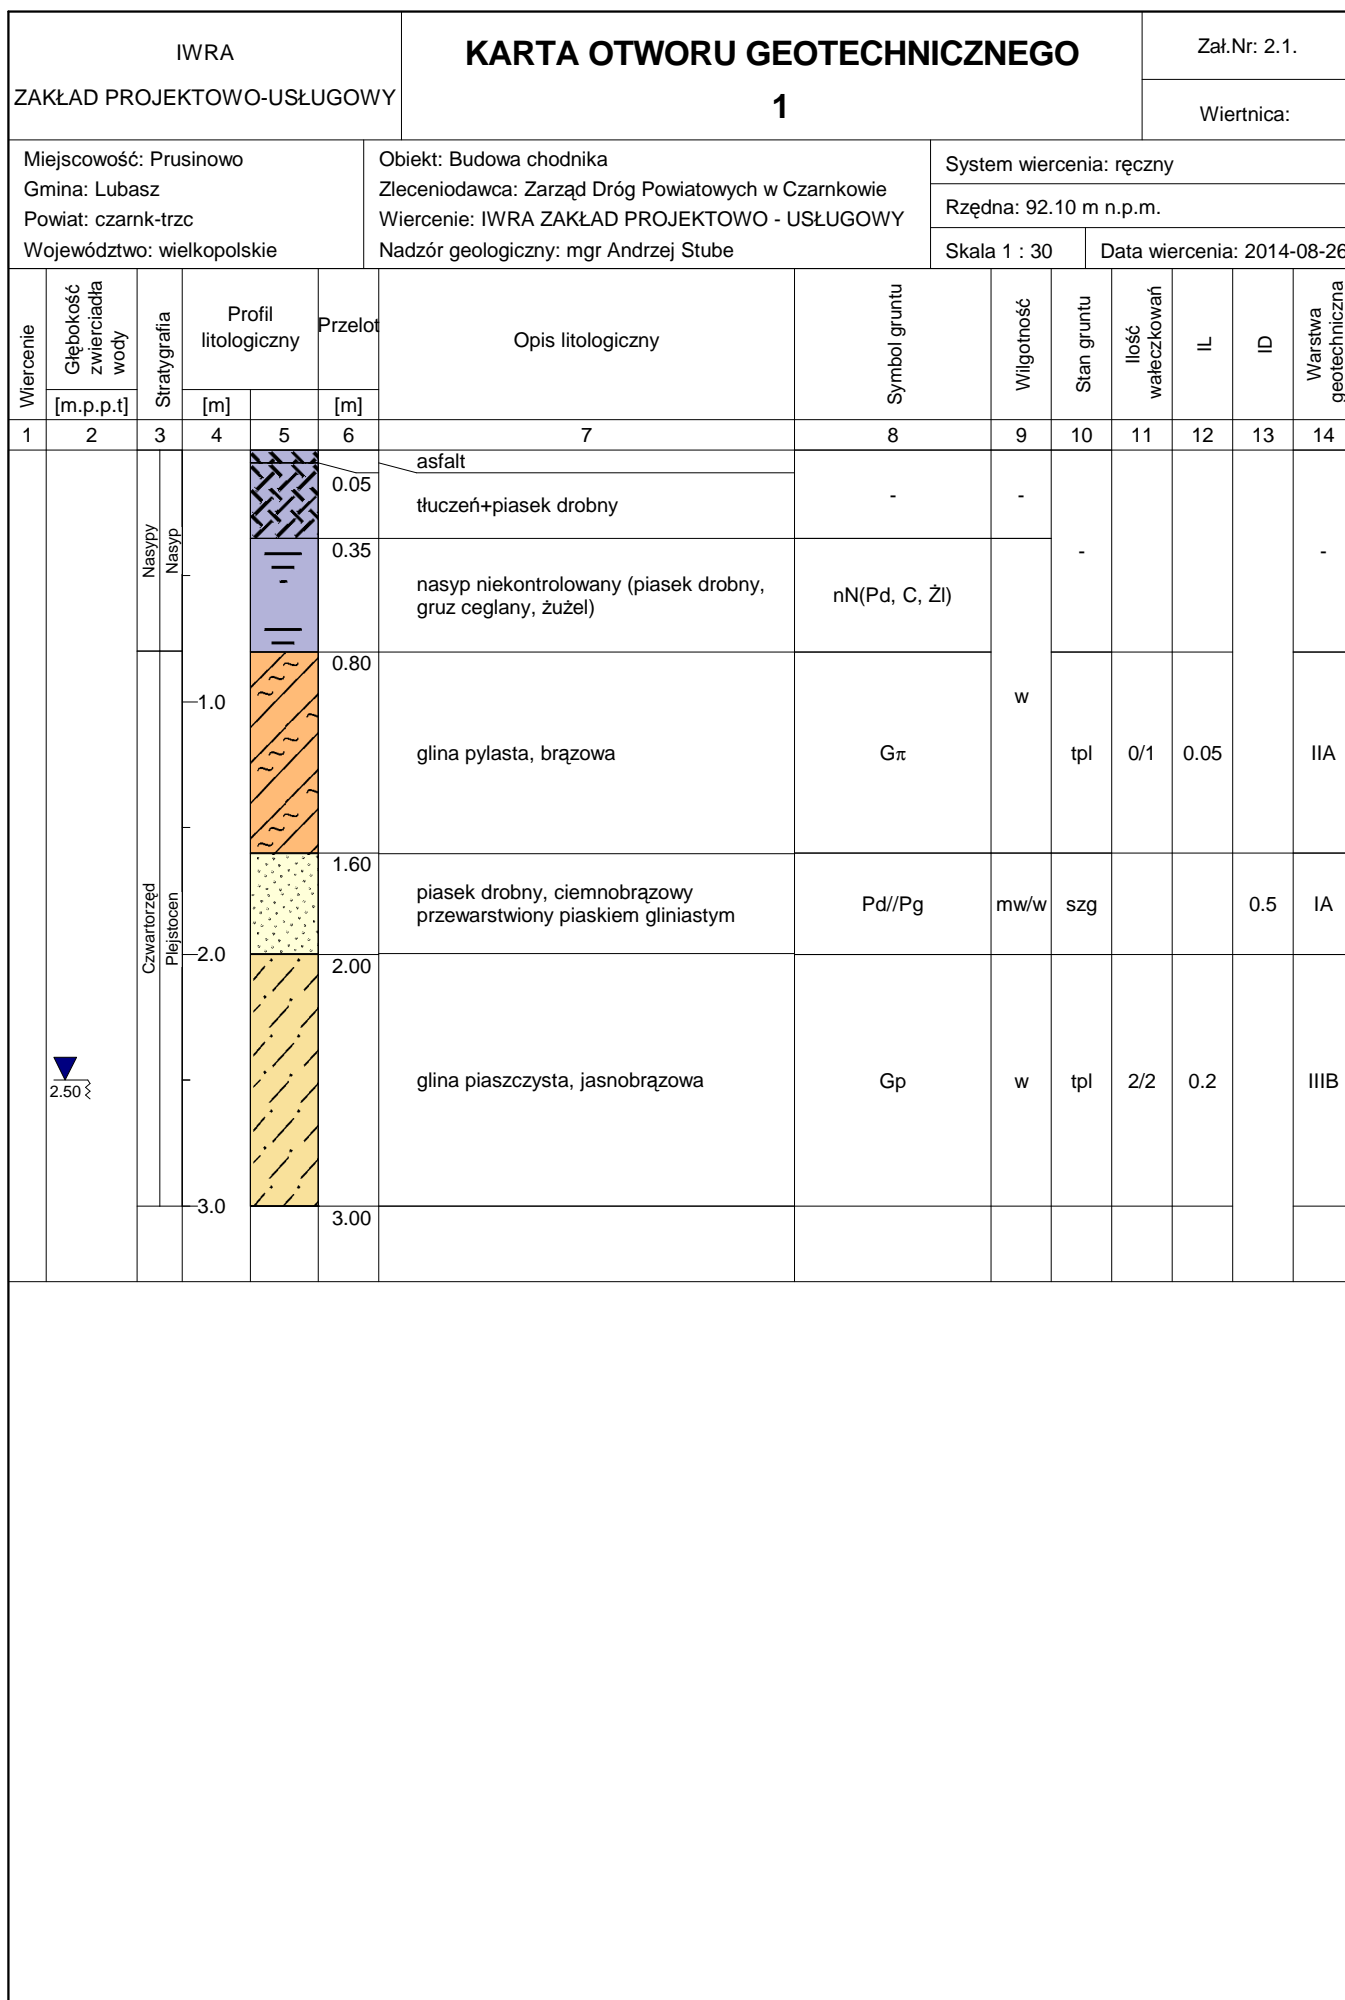 IWRA
ZAKŁAD PROJEKTOWO-USŁUGOWY
KARTA OTWORU GEOTECHNICZNEGO
1
Zał.Nr: 2.1.
Wiertnica:
Miejscowość: Prusinowo
Gmina: Lubasz
Powiat: czarnk-trzc
Województwo: wielkopolskie
Obiekt: Budowa chodnika
Zleceniodawca: Zarząd Dróg Powiatowych w Czarnkowie
Wiercenie: IWRA ZAKŁAD PROJEKTOWO - USŁUGOWY
Nadzór geologiczny: mgr Andrzej Stube
System wiercenia: ręczny
Rzędna: 92.10 m n.p.m.
Skala 1 : 30
Data wiercenia: 2014-08-26
Wiercenie
Głębokość
zwierciadła
wody
[m.p.p.t]
Stratygrafia
Profil
litologiczny
[m]
Przelot
[m]
Opis litologiczny
Symbol gruntu
Wilgotność
Stan gruntu
Ilość
wałeczkowań
IL
ID
Warstwa
geotechniczna
1 2 3 4 5 6 7 8 9 10 11 12 13 14
Nasypy
Nasyp
asfalt
0.05
tłuczeń+piasek drobny
- -
0.35
- -
nasyp niekontrolowany (piasek drobny,
gruz ceglany, żużel)
nN(Pd, C, Żl)
0.80
1.0
w
glina pylasta, brązowa
Gπ tpl 0/1 0.05 IIA
1.60
Czwartorzęd
Plejstocen
piasek drobny, ciemnobrązowy
przewarstwiony piaskiem gliniastym
Pd//Pg mw/w szg 0.5 IA
2.0
2.00
2.50
glina piaszczysta, jasnobrązowa
Gp w tpl 2/2 0.2 IIIB
3.0
3.00